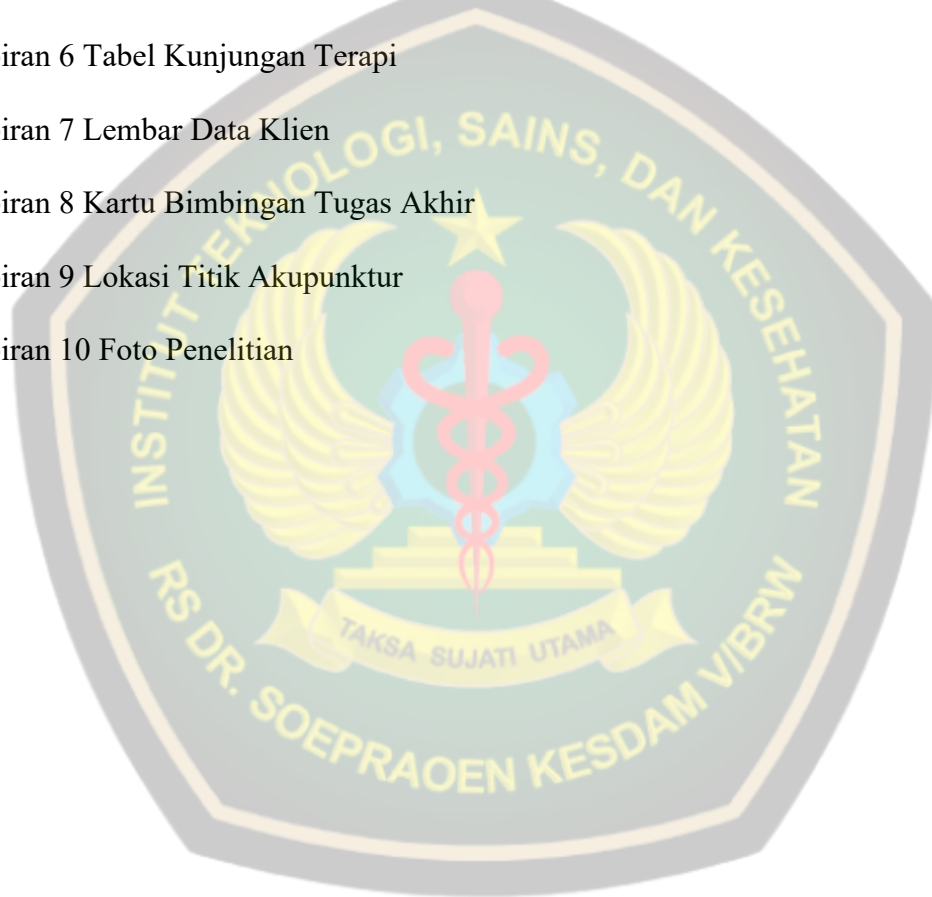 iran 6 Tabel Kunjungan Terapi
iran 7 Lembar Data Klien
iran 8 Kartu Bimbingan Tugas Akhir
iran 9 Lokasi Titik Akupunktur
iran 10 Foto Penelitian
INSTITUT TEKNOLOGI, SAINS, DAN KESEHATAN
TAKSA SUJATI UTAMA
RS DR. SOEPRAOEN KESDAM V/BRW